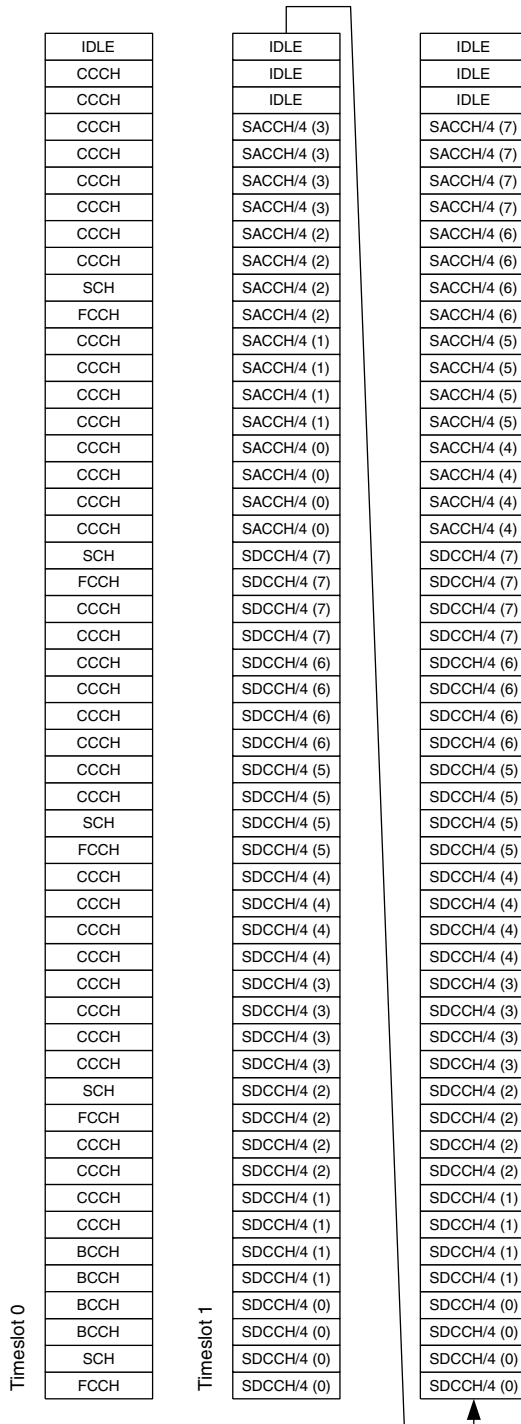 Timeslot 0
IDLE
CCCH
CCCH
CCCH
CCCH
CCCH
CCCH
CCCH
CCCH
SCH
FCCH
CCCH
CCCH
CCCH
CCCH
CCCH
CCCH
CCCH
CCCH
SCH
FCCH
CCCH
CCCH
CCCH
CCCH
CCCH
CCCH
CCCH
CCCH
SCH
FCCH
CCCH
CCCH
CCCH
CCCH
CCCH
CCCH
CCCH
CCCH
SCH
FCCH
CCCH
CCCH
CCCH
CCCH
BCCH
BCCH
BCCH
BCCH
SCH
FCCH
Timeslot 1
IDLE
IDLE
IDLE
SACCH/4 (3)
SACCH/4 (3)
SACCH/4 (3)
SACCH/4 (3)
SACCH/4 (2)
SACCH/4 (2)
SACCH/4 (2)
SACCH/4 (2)
SACCH/4 (1)
SACCH/4 (1)
SACCH/4 (1)
SACCH/4 (1)
SACCH/4 (0)
SACCH/4 (0)
SACCH/4 (0)
SACCH/4 (0)
SDCCH/4 (7)
SDCCH/4 (7)
SDCCH/4 (7)
SDCCH/4 (7)
SDCCH/4 (6)
SDCCH/4 (6)
SDCCH/4 (6)
SDCCH/4 (6)
SDCCH/4 (5)
SDCCH/4 (5)
SDCCH/4 (5)
SDCCH/4 (5)
SDCCH/4 (4)
SDCCH/4 (4)
SDCCH/4 (4)
SDCCH/4 (4)
SDCCH/4 (3)
SDCCH/4 (3)
SDCCH/4 (3)
SDCCH/4 (3)
SDCCH/4 (2)
SDCCH/4 (2)
SDCCH/4 (2)
SDCCH/4 (2)
SDCCH/4 (1)
SDCCH/4 (1)
SDCCH/4 (1)
SDCCH/4 (1)
SDCCH/4 (0)
SDCCH/4 (0)
SDCCH/4 (0)
SDCCH/4 (0)
IDLE
IDLE
IDLE
SACCH/4 (7)
SACCH/4 (7)
SACCH/4 (7)
SACCH/4 (7)
SACCH/4 (6)
SACCH/4 (6)
SACCH/4 (6)
SACCH/4 (6)
SACCH/4 (5)
SACCH/4 (5)
SACCH/4 (5)
SACCH/4 (5)
SACCH/4 (4)
SACCH/4 (4)
SACCH/4 (4)
SACCH/4 (4)
SDCCH/4 (7)
SDCCH/4 (7)
SDCCH/4 (7)
SDCCH/4 (7)
SDCCH/4 (6)
SDCCH/4 (6)
SDCCH/4 (6)
SDCCH/4 (6)
SDCCH/4 (5)
SDCCH/4 (5)
SDCCH/4 (5)
SDCCH/4 (5)
SDCCH/4 (4)
SDCCH/4 (4)
SDCCH/4 (4)
SDCCH/4 (4)
SDCCH/4 (3)
SDCCH/4 (3)
SDCCH/4 (3)
SDCCH/4 (3)
SDCCH/4 (2)
SDCCH/4 (2)
SDCCH/4 (2)
SDCCH/4 (2)
SDCCH/4 (1)
SDCCH/4 (1)
SDCCH/4 (1)
SDCCH/4 (1)
SDCCH/4 (0)
SDCCH/4 (0)
SDCCH/4 (0)
SDCCH/4 (0)